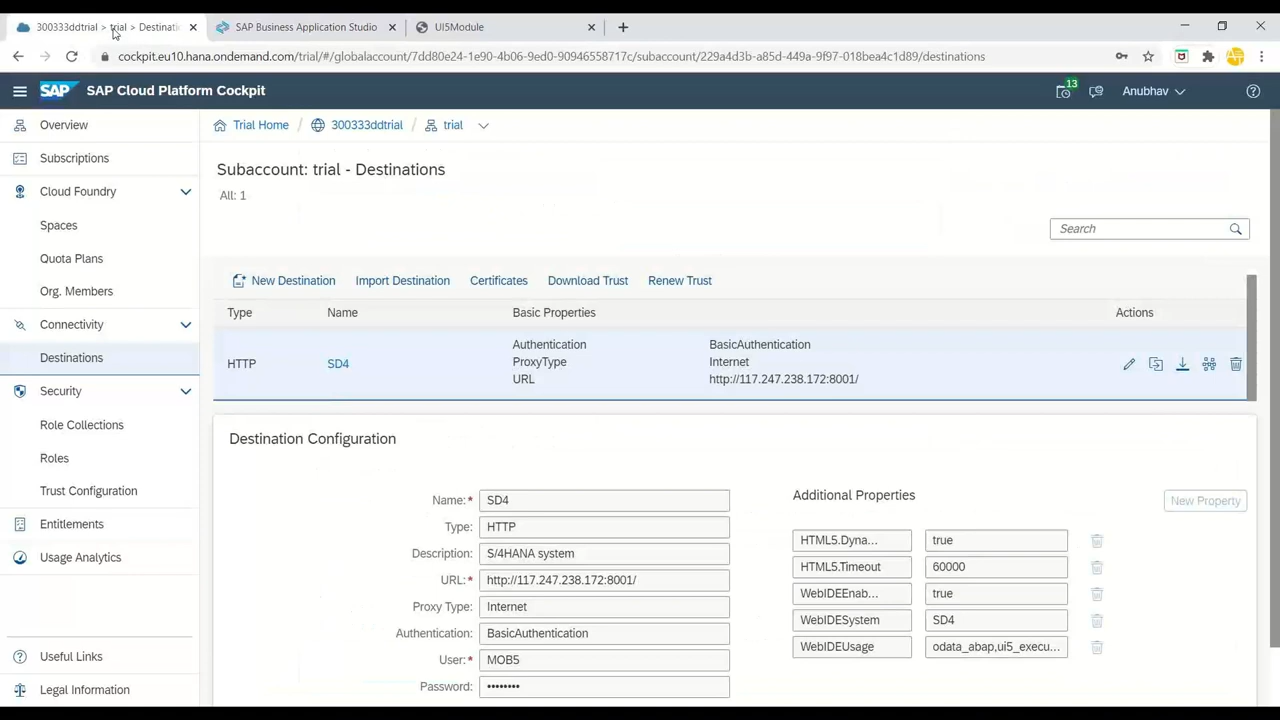 300333ddtrial > trial > Destinati
SAP Business Application Studio
UI5Module
cockpit.eu10.hana.ondemand.com/trial/#/globalaccount/7dd80e24-1e90-4b06-9ed0-90946558717c/subaccount/229a4d3b-a85d-449a-9f97-018bea4c1d89/destinations
SAP
SAP Cloud Platform Cockpit
13
Anubhav
Overview
Subscriptions
Cloud Foundry
Spaces
Quota Plans
Org. Members
Connectivity
Destinations
Security
Role Collections
Roles
Trust Configuration
Entitlements
Usage Analytics
Useful Links
Legal Information
Trial Home / 300333ddtrial / trial
Subaccount: trial - Destinations
All: 1
Search
New Destination Import Destination Certificates Download Trust Renew Trust
Type Name Basic Properties Actions
HTTP SD4
Authentication BasicAuthentication
ProxyType Internet
URL http://117.247.238.172:8001/
Destination Configuration
Name:* SD4
Type: HTTP
Description: S/4HANA system
URL:* http://117.247.238.172:8001/
Proxy Type: Internet
Authentication: BasicAuthentication
User:* MOB5
Password: ••••••••
Additional Properties
New Property
HTML5.Dyna... true
HTML5.Timeout 60000
WebIDEEnab... true
WebIDESystem SD4
WebIDEUsage odata_abap,ui5_execu...